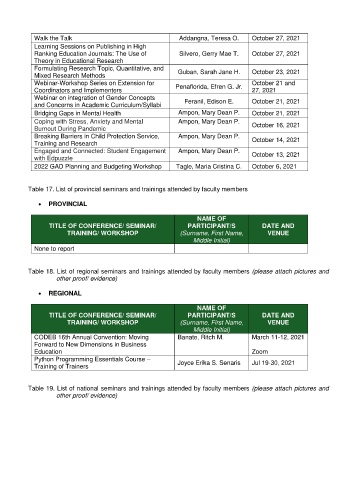 Walk the Talk Addangna, Teresa O. October 27, 2021
Learning Sessions on Publishing in High
Ranking Education Journals: The Use of Silvero, Gerry Mae T. October 27, 2021
Theory in Educational Research
Formulating Research Topic, Quantitative, and Guban, Sarah Jane H. October 23, 2021
Mixed Research Methods
Webinar-Workshop Series on Extension for Peñaflorida, Efren G. Jr. October 21 and
Coordinators and Implementers 27, 2021
Webinar on integration of Gender Concepts Feranil, Edison E. October 21, 2021
and Concerns in Academic Curriculum/Syllabi
Bridging Gaps in Mental Health Ampon, Mary Dean P. October 21, 2021
Coping with Stress, Anxiety and Mental Ampon, Mary Dean P. October 16, 2021
Burnout During Pandemic
Breaking Barriers in Child Protection Service, Ampon, Mary Dean P. October 14, 2021
Training and Research
Engaged and Connected: Student Engagement Ampon, Mary Dean P. October 13, 2021
with Edpuzzle
2022 GAD Planning and Budgeting Workshop Tagle, Maria Cristina C. October 6, 2021
Table 17. List of provincial seminars and trainings attended by faculty members
• PROVINCIAL
TITLE OF CONFERENCE/ SEMINAR/ TRAINING/ WORKSHOP NAME OF PARTICIPANT/S (Surname, First Name, Middle Initial) DATE AND VENUE
None to report
Table 18. List of regional seminars and trainings attended by faculty members (please attach pictures and
other proof/ evidence)
• REGIONAL
TITLE OF CONFERENCE/ SEMINAR/ TRAINING/ WORKSHOP NAME OF PARTICIPANT/S (Surname, First Name, Middle Initial) DATE AND VENUE
CODEB 16th Annual Convention: Moving Banate, Ritch M. March 11-12, 2021
Forward to New Dimensions in Business
Education Zoom
Python Programming Essentials Course – Joyce Erika S. Senaris Jul 19-30, 2021
Training of Trainers
Table 19. List of national seminars and trainings attended by faculty members (please attach pictures and
other proof/ evidence)